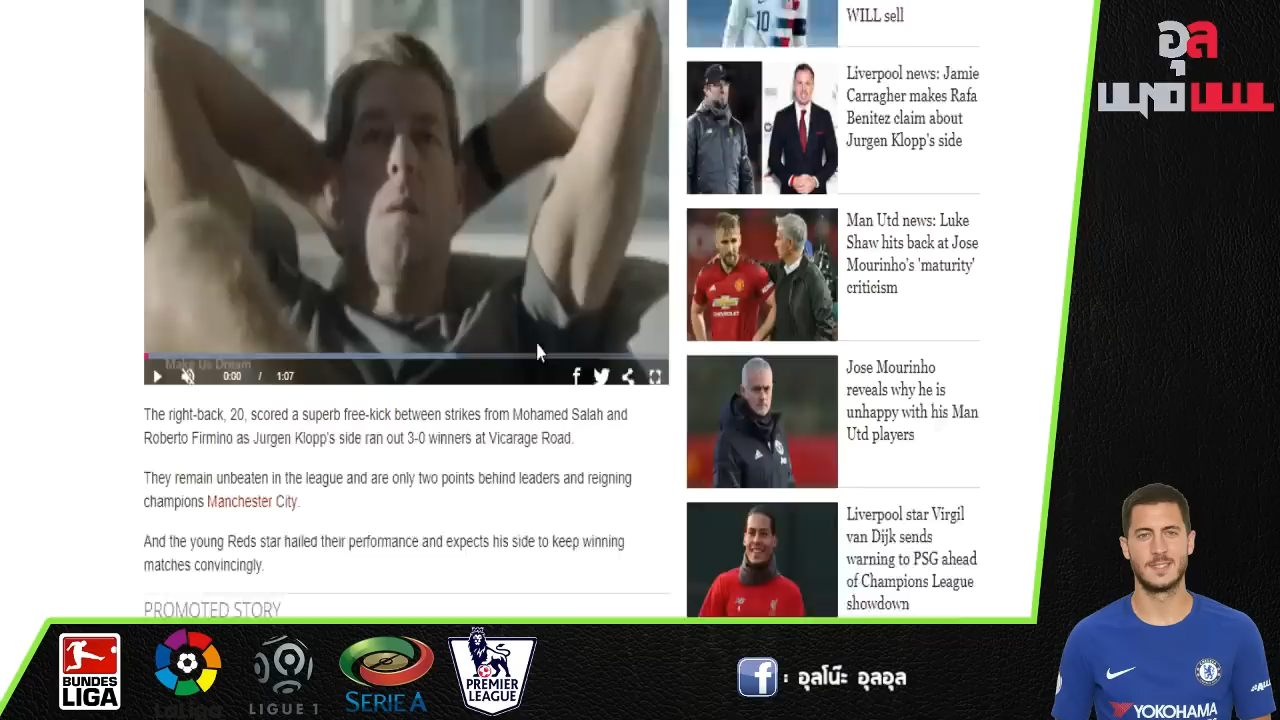 WILL sell
Liverpool news: Jamie
Carragher makes Rafa
Benitez claim about
Jurgen Klopp's side
Man Utd news: Luke
Shaw hits back at Jose
Mourinho's 'maturity'
criticism
Jose Mourinho
reveals why he is
unhappy with his Man
Utd players
Liverpool star Virgil
van Dijk sends
warning to PSG ahead
of Champions League
showdown
10
CHEVROLET
Make Us Dream
0:00 / 1:07
The right-back, 20, scored a superb free-kick between strikes from Mohamed Salah and
Roberto Firmino as Jurgen Klopp's side ran out 3-0 winners at Vicarage Road.
They remain unbeaten in the league and are only two points behind leaders and reigning
champions Manchester City.
And the young Reds star hailed their performance and expects his side to keep winning
matches convincingly.
PROMOTED STORY
อุล
BUNDES
LIGA
LaLiga
LIGUE 1
SERIE A
PREMIER
LEAGUE
f : อุลโน๊ะ อุลอุล
YOKOHAMA